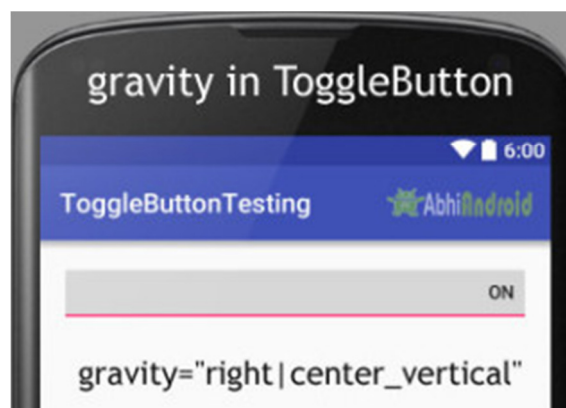 gravity in ToggleButton
6:00
ToggleButtonTesting AbhiAndroid
ON
gravity="right|center_vertical"